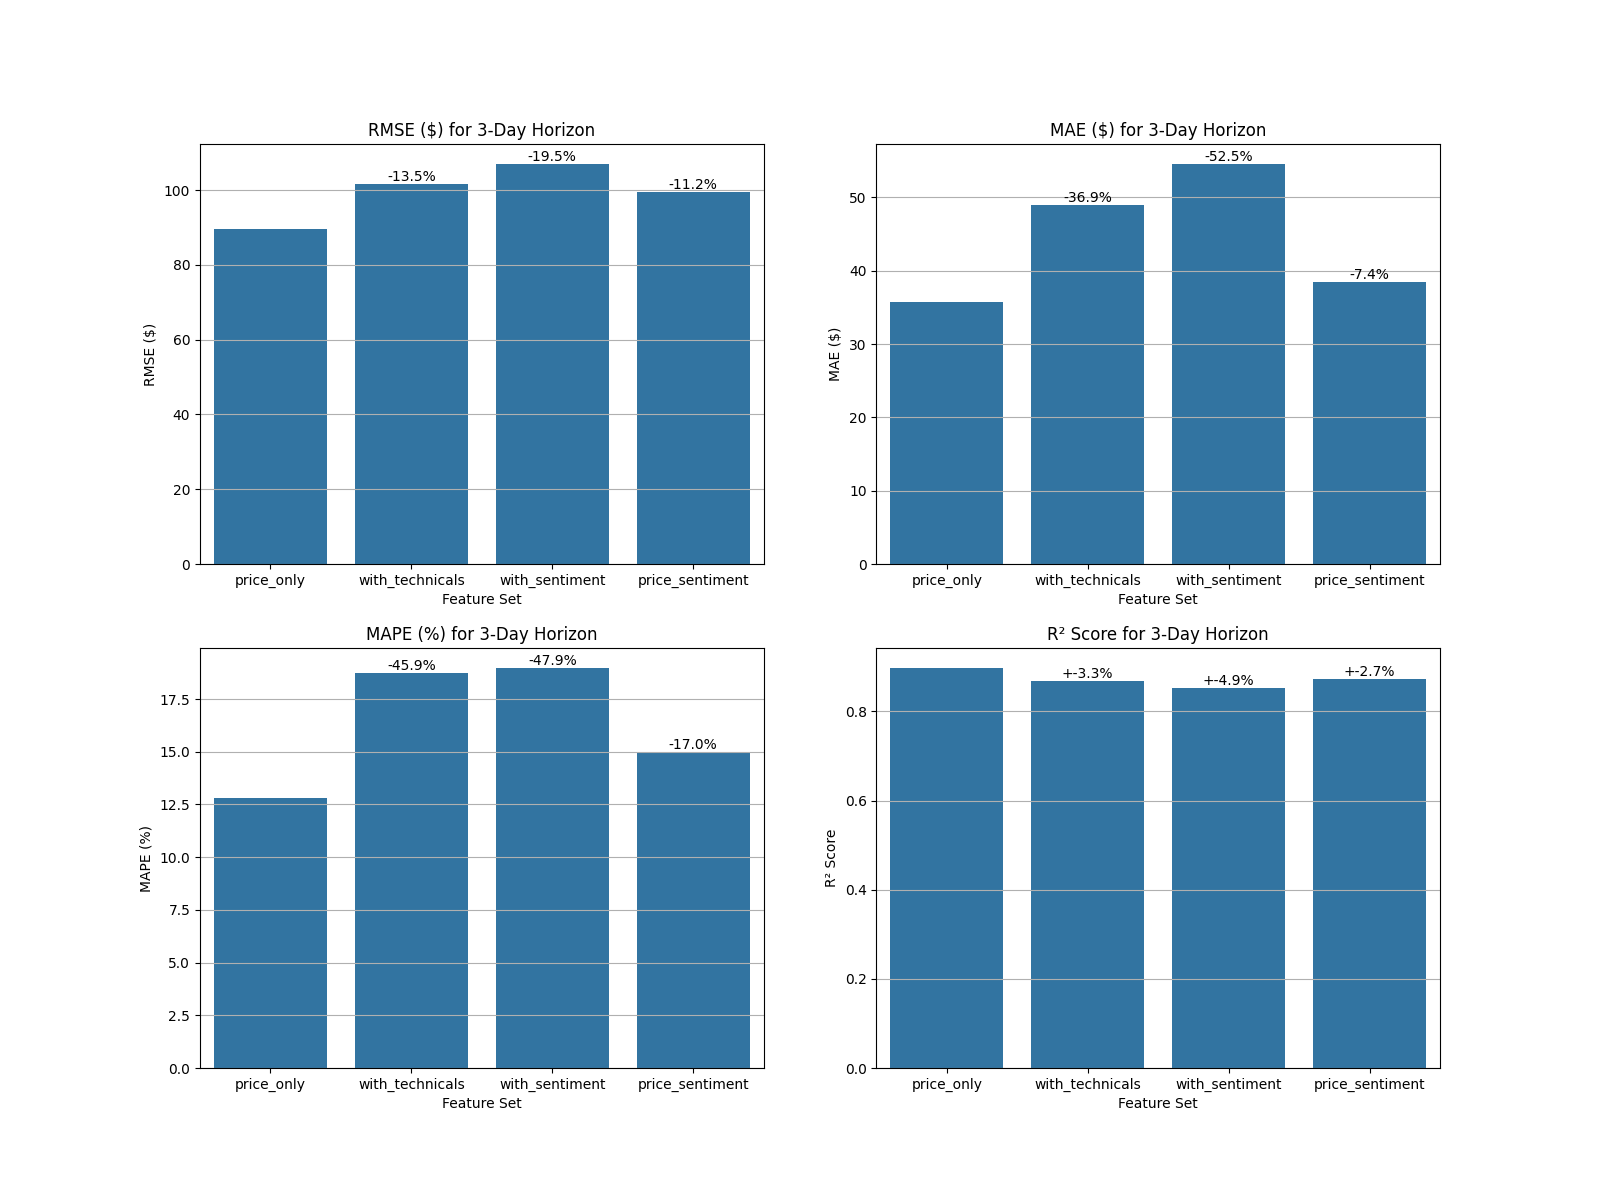 RMSE ($) for 3-Day Horizon
RMSE ($)
100
80
60
40
20
0
-13.5%
-19.5%
-11.2%
price_only with_technicals with_sentiment price_sentiment
Feature Set
MAE ($) for 3-Day Horizon
MAE ($)
50
40
30
20
10
0
-36.9%
-52.5%
-7.4%
price_only with_technicals with_sentiment price_sentiment
Feature Set
MAPE (%) for 3-Day Horizon
MAPE (%)
17.5
15.0
12.5
10.0
7.5
5.0
2.5
0.0
-45.9%
-47.9%
-17.0%
price_only with_technicals with_sentiment price_sentiment
Feature Set
R² Score for 3-Day Horizon
R² Score
0.8
0.6
0.4
0.2
0.0
+-3.3%
+-4.9%
+-2.7%
price_only with_technicals with_sentiment price_sentiment
Feature Set